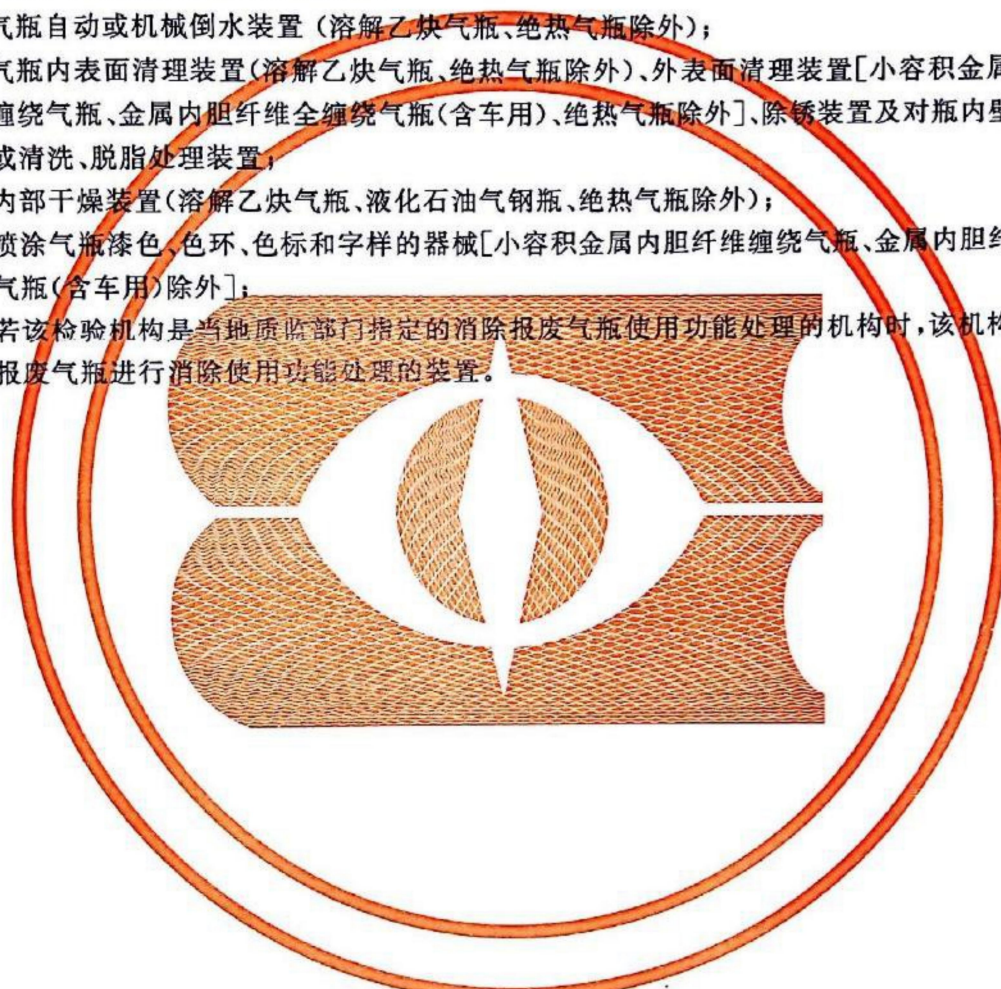 气瓶自动或机械倒水装置(溶解乙炔气瓶、绝热气瓶除外);
气瓶内表面清理装置(溶解乙炔气瓶、绝热气瓶除外)、外表面清理装置[小容积金属
缠绕气瓶、金属内胆纤维全缠绕气瓶(含车用)、绝热气瓶除外]、除锈装置及对瓶内壁
或清洗、脱脂处理装置;
内部干燥装置(溶解乙炔气瓶、液化石油气钢瓶、绝热气瓶除外);
喷涂气瓶漆色、色环、色标和字样的器械[小容积金属内胆纤维缠绕气瓶、金属内胆纤
气瓶(含车用)除外];
若该检验机构是当地质监部门指定的消除报废气瓶使用功能处理的机构时,该机构
报废气瓶进行消除使用功能处理的装置。